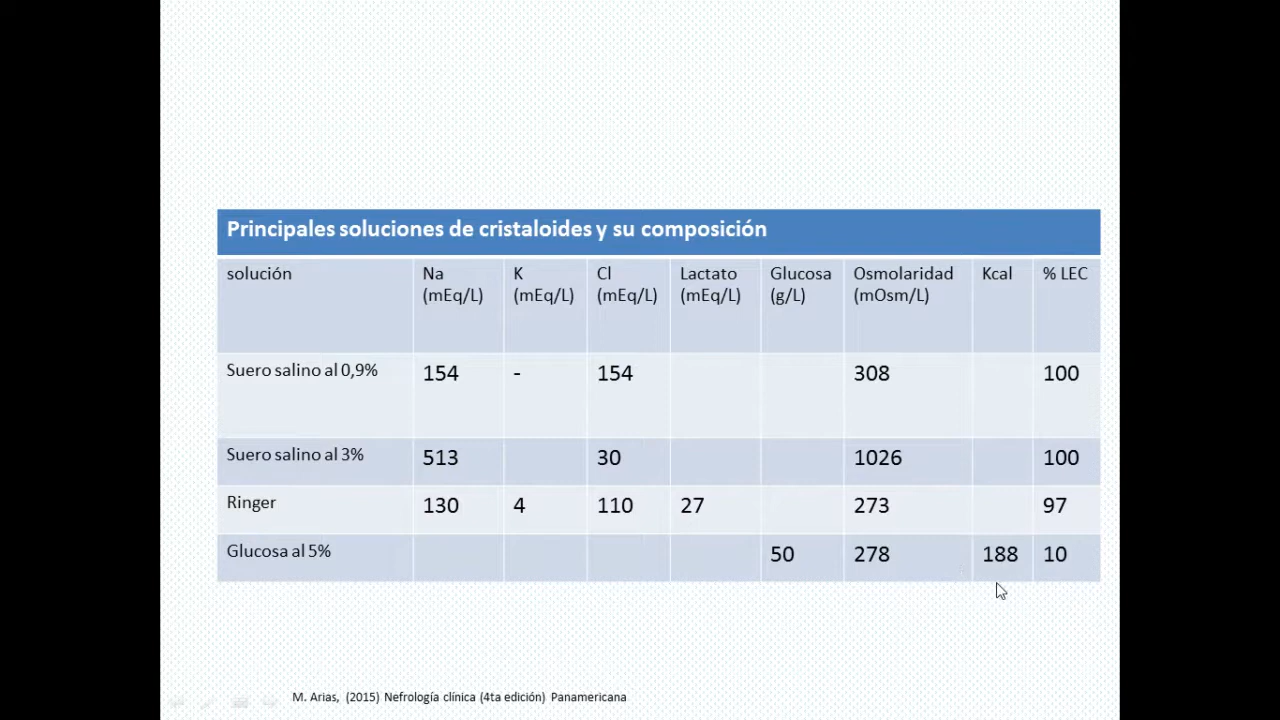 Principales soluciones de cristaloides y su composición
solución Na (mEq/L) K (mEq/L) Cl (mEq/L) Lactato (mEq/L) Glucosa (g/L) Osmolaridad (mOsm/L) Kcal % LEC
Suero salino al 0,9% 154 - 154 308 100
Suero salino al 3% 513 30 1026 100
Ringer 130 4 110 27 273 97
Glucosa al 5% 50 278 188 10
M. Arias, (2015) Nefrología clínica (4ta edición) Panamericana